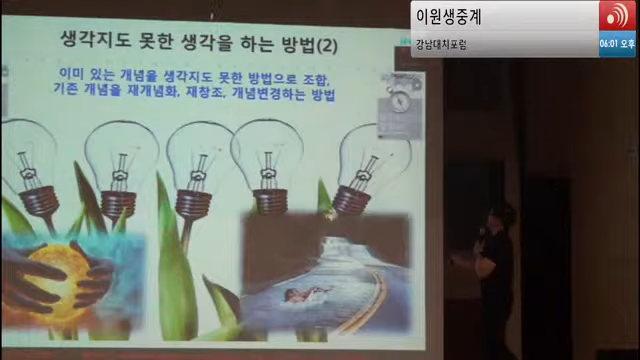 이원생중계
강남대치포럼
06:01 오후
생각지도 못한 생각을 하는 방법(2)
이미 있는 개념을 생각지도 못한 방법으로 조합,
기존 개념을 재개념화, 재창조, 개념변경하는 방법